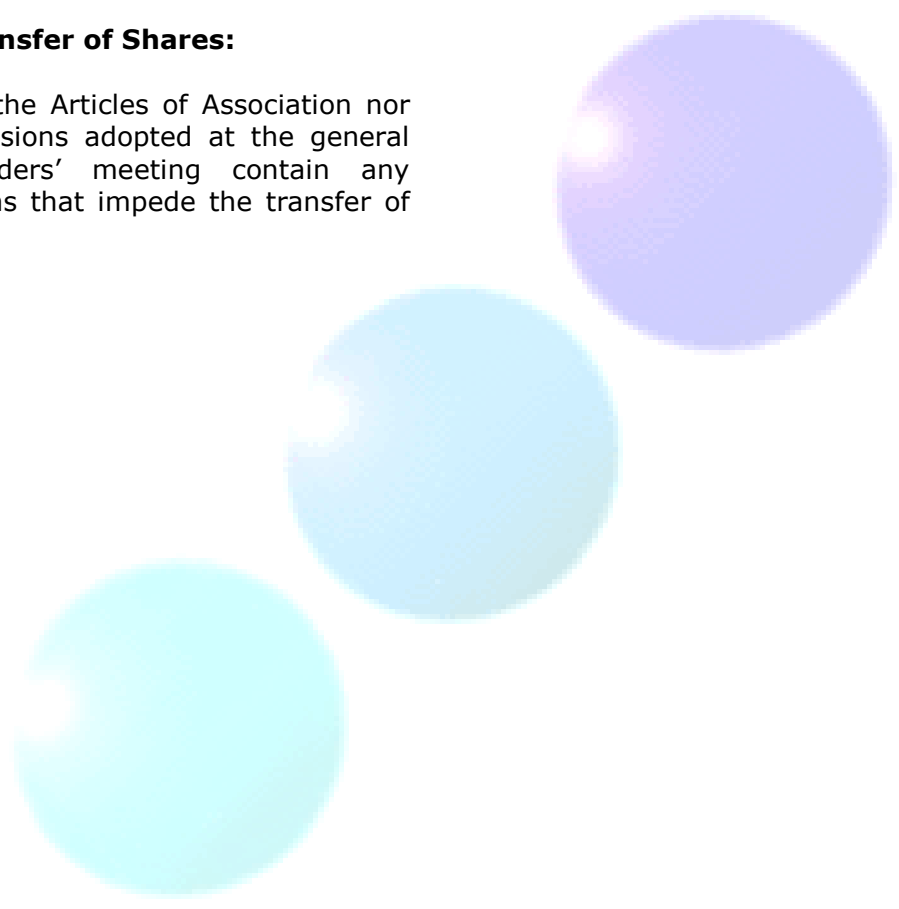 nsfer of Shares:
the Articles of Association nor
sions adopted at the general
ders’ meeting contain any
s that impede the transfer of